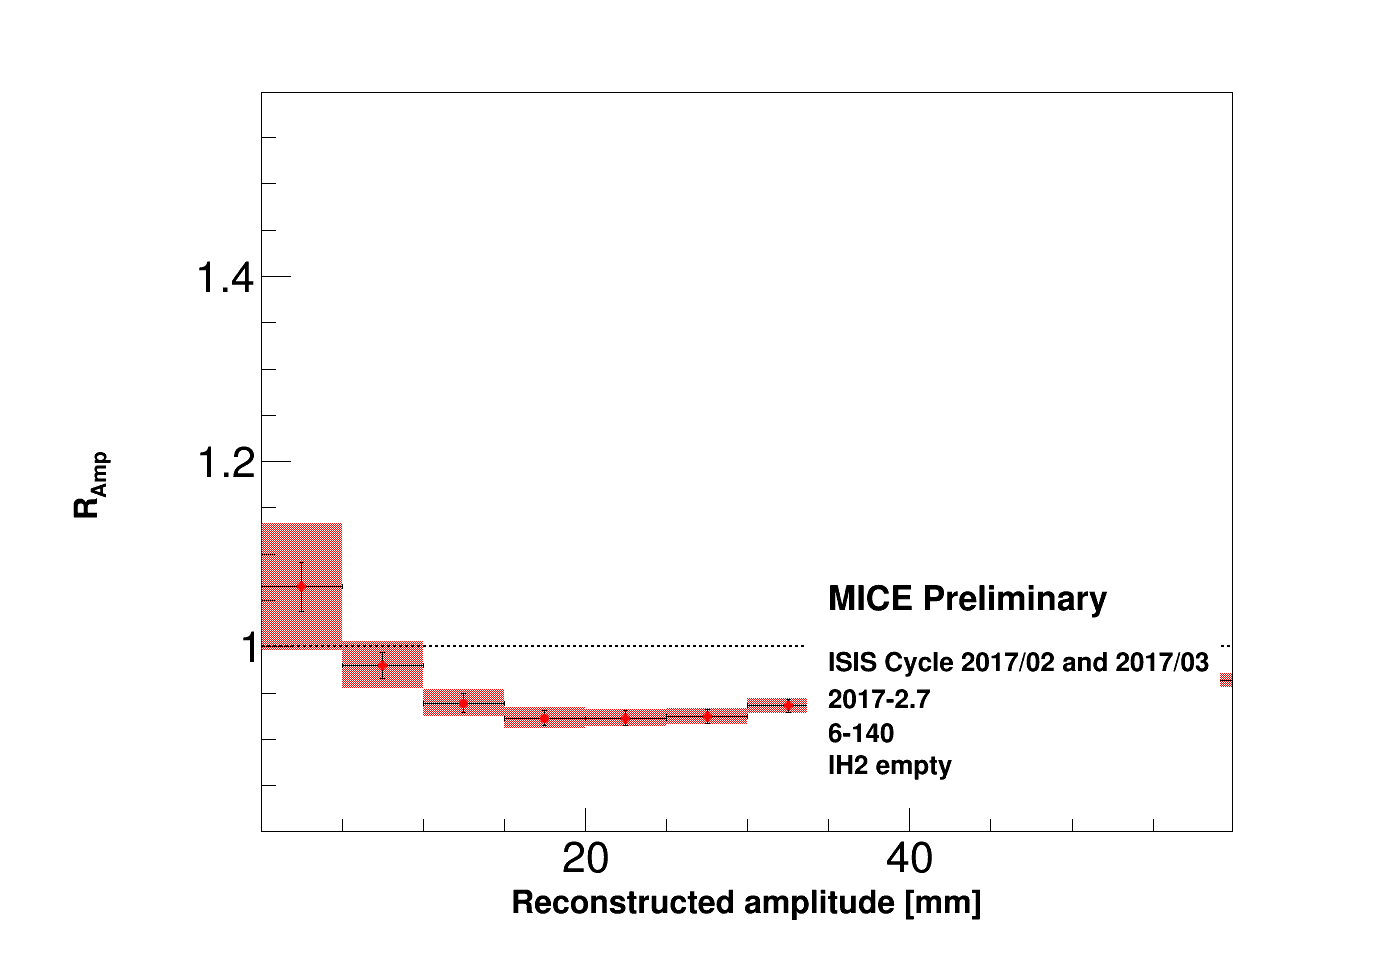 1.4
1.2
1
R_Amp
MICE Preliminary
ISIS Cycle 2017/02 and 2017/03
2017-2.7
6-140
IH2 empty
20 40
Reconstructed amplitude [mm]